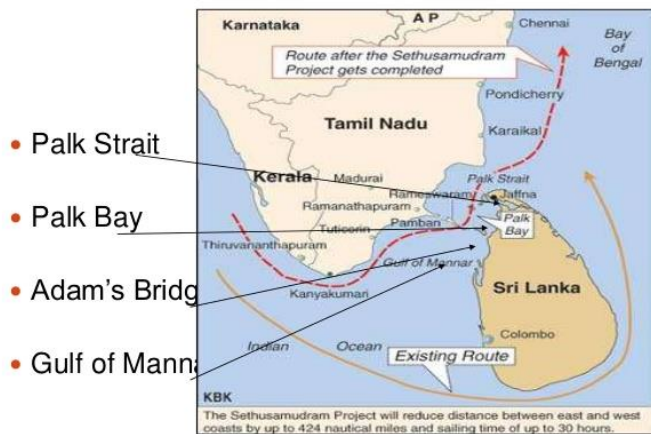 • Palk Strait
• Palk Bay
• Adam's Bridg
• Gulf of Manna
Karnataka
A P
Chennai
Bay
of
Bengal
Route after the Sethusamudram
Project gets completed
Pondicherry
Tamil Nadu
Karaikal
Kerala
Madurai
Palk Strait
Rameswaram
Jaffna
Ramanathapuram
Pamban
Palk
Bay
Tuticorin
Thiruvananthapuram
Gulf of Mannar
Kanyakumari
Sri Lanka
Colombo
Indian Ocean
Existing Route
KBK
The Sethusamudram Project will reduce distance between east and west
coasts by up to 424 nautical miles and sailing time of up to 30 hours.